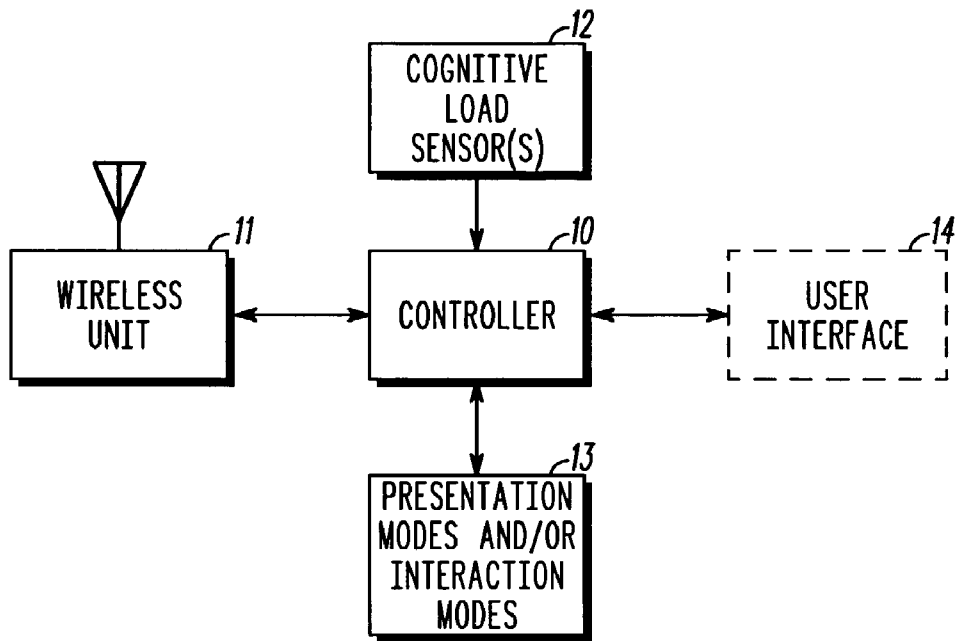 12
COGNITIVE
LOAD
SENSOR(S)
11
WIRELESS
UNIT
10
CONTROLLER
14
USER
INTERFACE
13
PRESENTATION
MODES AND/OR
INTERACTION
MODES